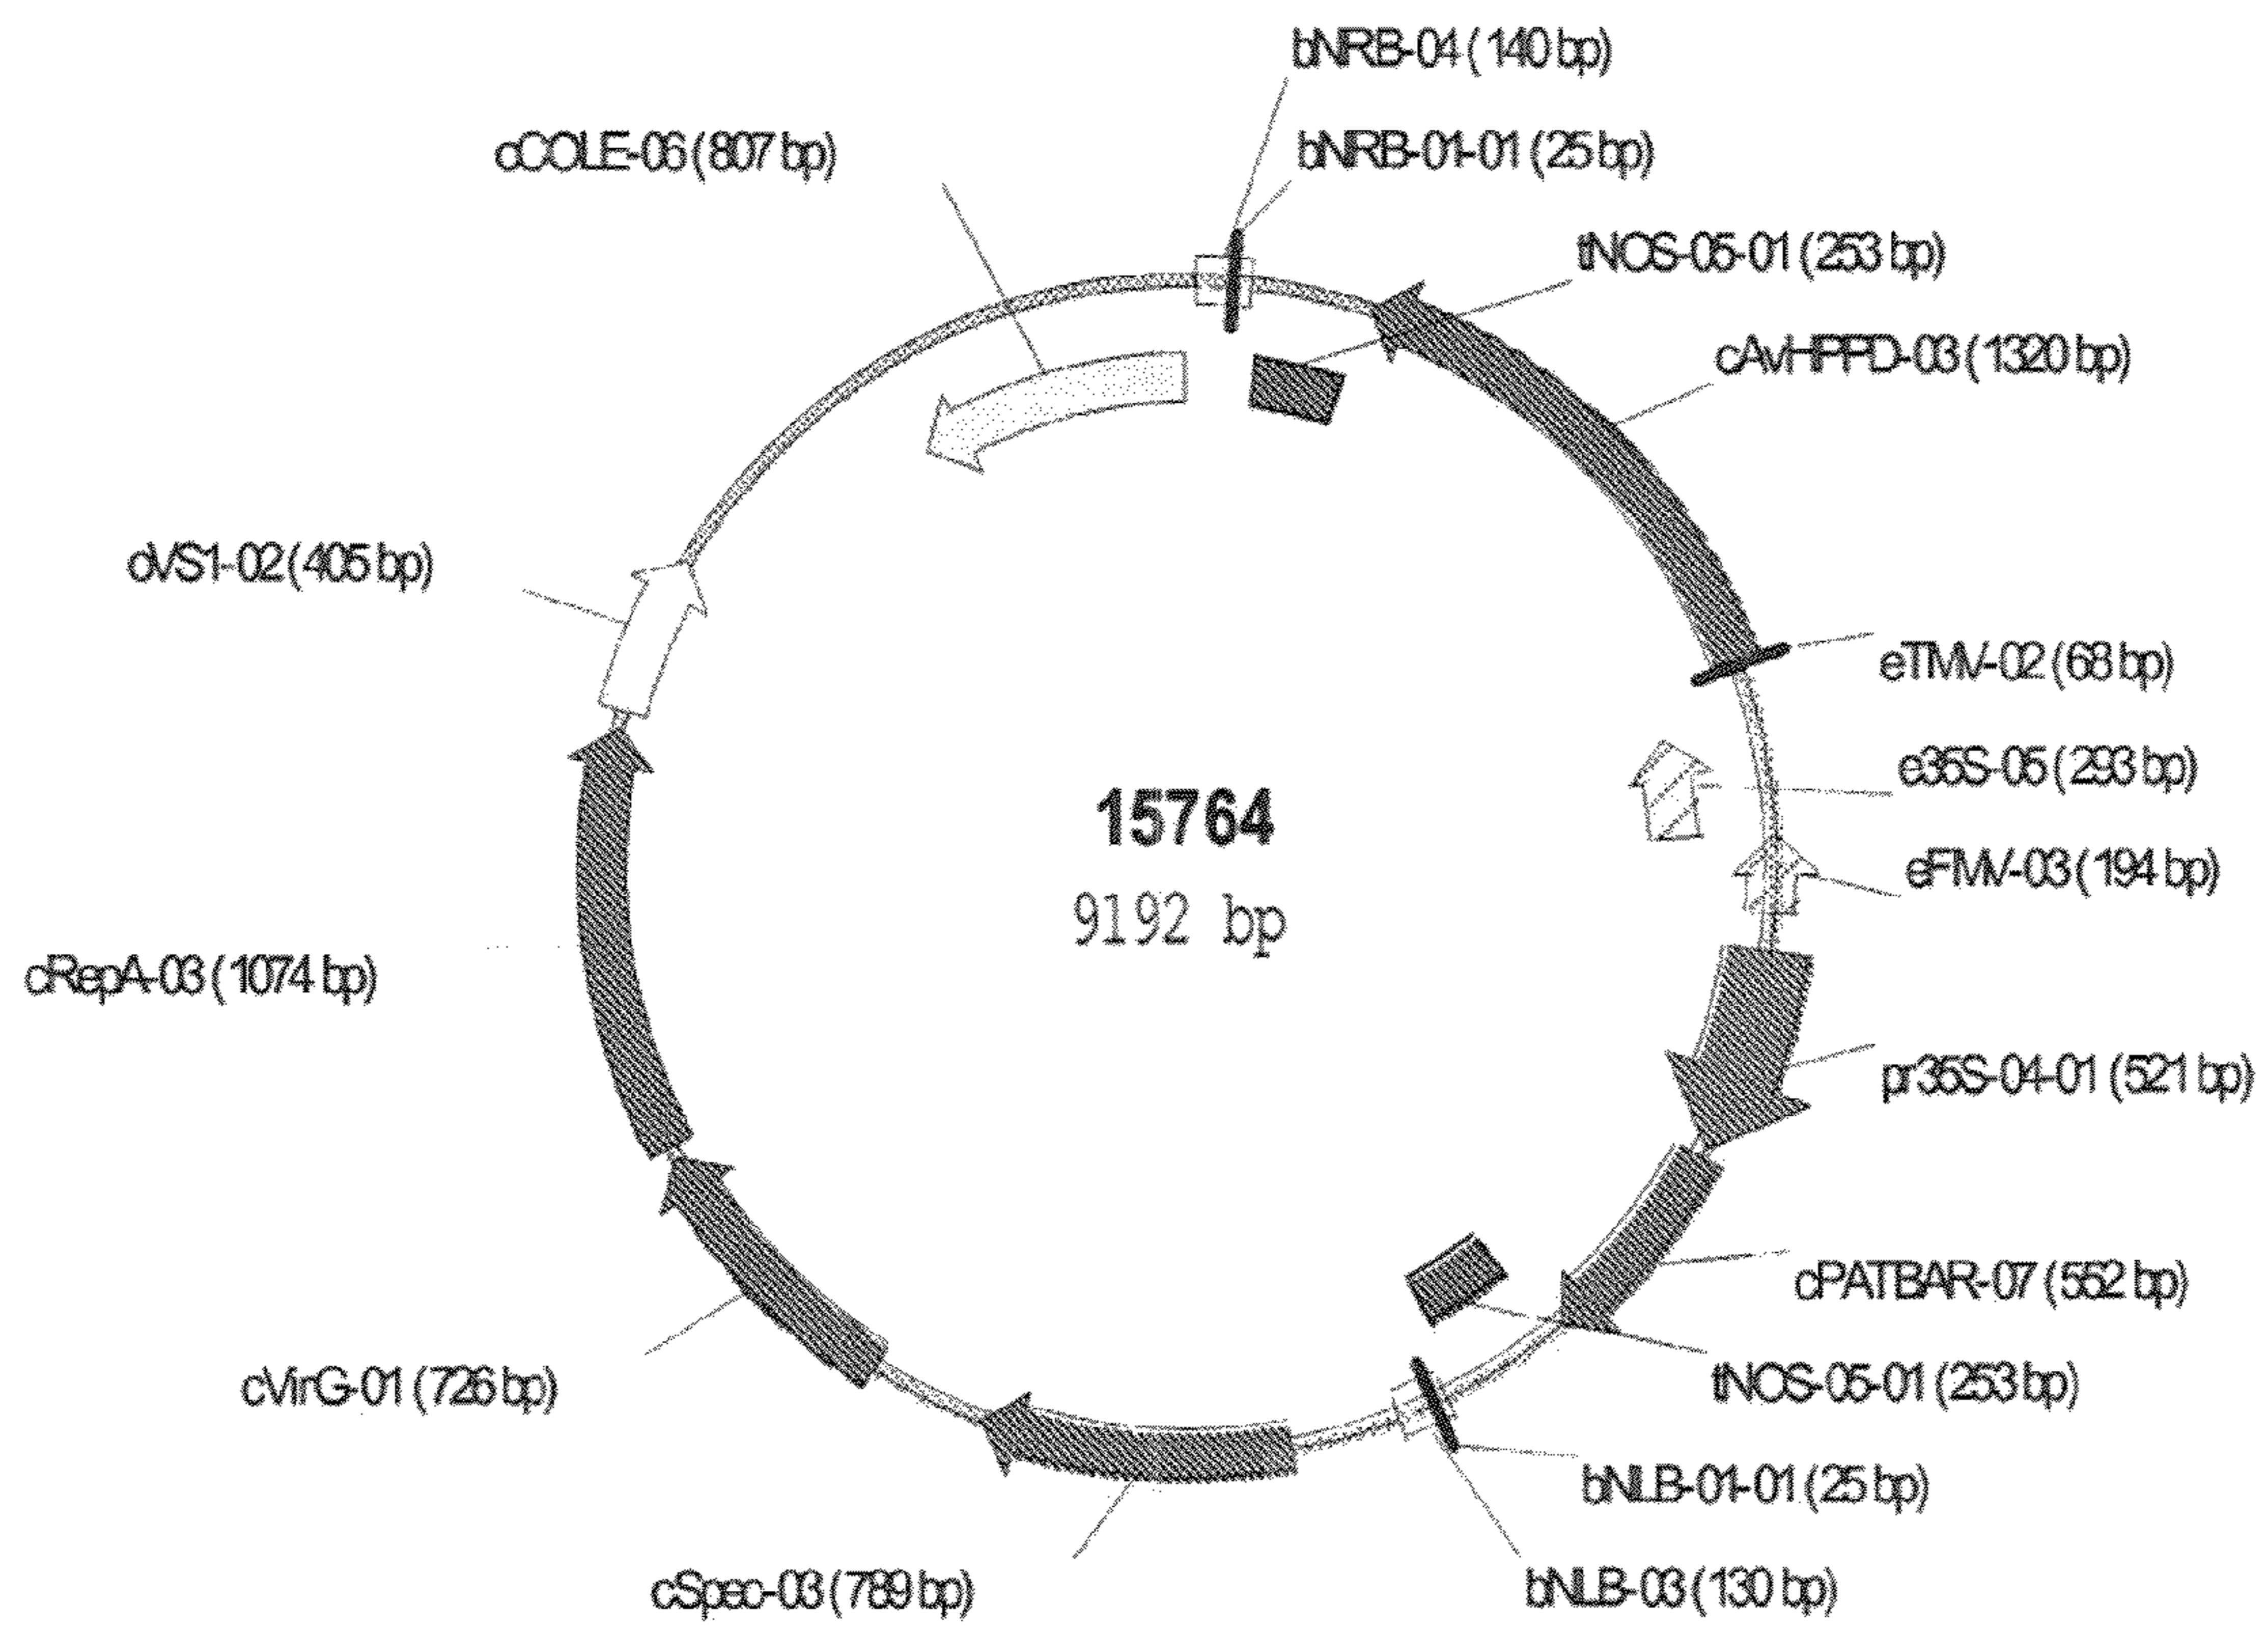 bNRB-04 (140 bp)
bNRB-01-01 (25 bp)
cCOLE-06 (807 bp)
tNOS-05-01 (253 bp)
cAvHPPD-03 (1320 bp)
oVS1-02 (405 bp)
eTMV-02 (68 bp)
e35S-05 (293 bp)
15764
eFMV-03 (194 bp)
9192 bp
cRepA-03 (1074 bp)
pr35S-04-01 (521 bp)
cPATBAR-07 (552 bp)
cVirG-01 (726 bp)
tNOS-05-01 (253 bp)
bNLB-01-01 (25 bp)
cSpec-03 (789 bp)
bNLB-03 (130 bp)